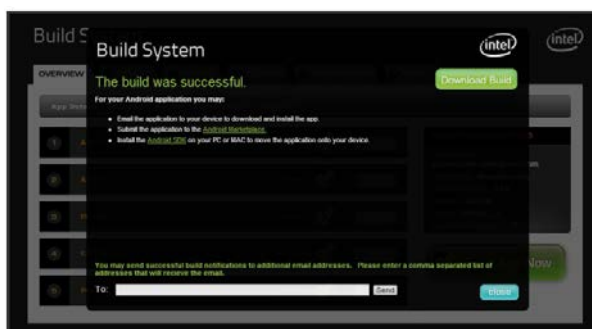 Build S
Build System
intel
intel
OVERVIEW
The build was successful.
Download Build
For your Android application you may:
• Email the application to your device to download and install the app.
• Submit the application to the Android Marketplace.
• Install the Android SDK on your PC or MAC to move the application onto your device.
You may send successful build notifications to additional email addresses. Please enter a comma separated list of
addresses that will recieve the email.
Now
To:
Send
close